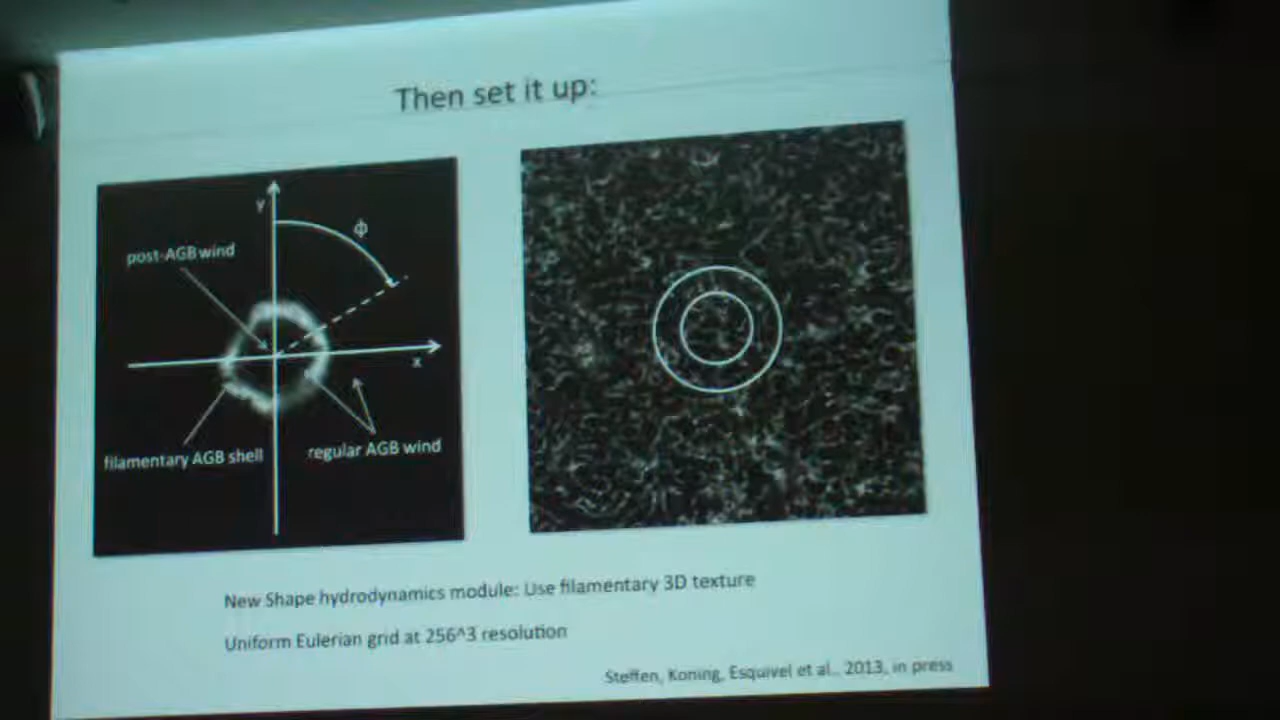 Then set it up:
y
ϕ
post-AGB wind
x
filamentary AGB shell
regular AGB wind
New Shape hydrodynamics module: Use filamentary 3D texture
Uniform Eulerian grid at 256^3 resolution
Steffen, Koning, Esquivel et al., 2013, in press